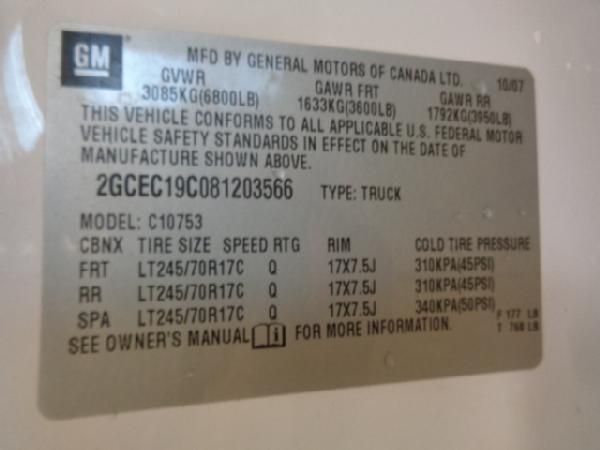 GM
MFD BY GENERAL MOTORS OF CANADA LTD. 10/07
GVWR GAWR FRT GAWR RR
3085KG(6800LB) 1633KG(3600LB) 1792KG(3950LB)
THIS VEHICLE CONFORMS TO ALL APPLICABLE U.S. FEDERAL MOTOR
VEHICLE SAFETY STANDARDS IN EFFECT ON THE DATE OF
MANUFACTURE SHOWN ABOVE.
2GCEC19C081203566 TYPE: TRUCK
MODEL: C10753
CBNX TIRE SIZE SPEED RTG RIM COLD TIRE PRESSURE
FRT LT245/70R17C Q 17X7.5J 310KPA(45PSI)
RR LT245/70R17C Q 17X7.5J 310KPA(45PSI)
SPA LT245/70R17C Q 17X7.5J 340KPA(50PSI) F 177 LB
SEE OWNER'S MANUAL FOR MORE INFORMATION. T 768 LB